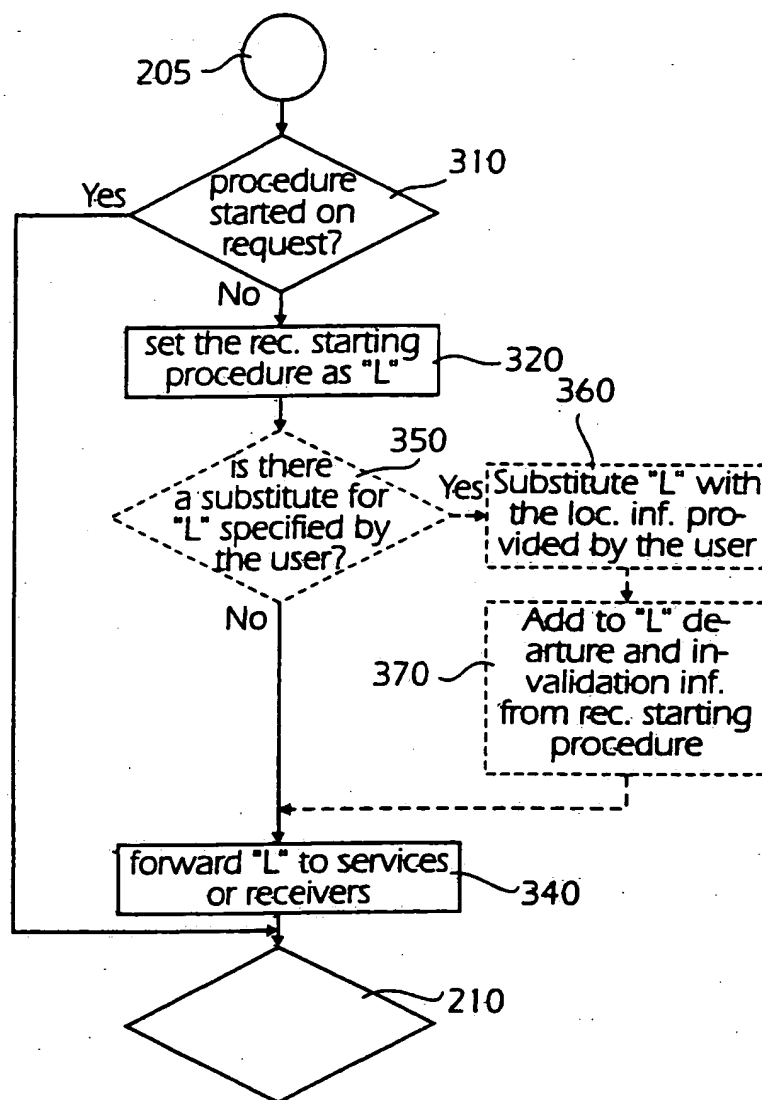 205
procedure
started on
request?
310
Yes
No
set the rec. starting
procedure as "L"
320
360
350
is there
a substitute for
"L" specified by
the user?
Yes
Substitute "L" with
the loc. inf. pro-
vided by the user
No
370
Add to "L" de-
arture and in-
validation inf.
from rec. starting
procedure
forward "L" to services
or receivers
340
210